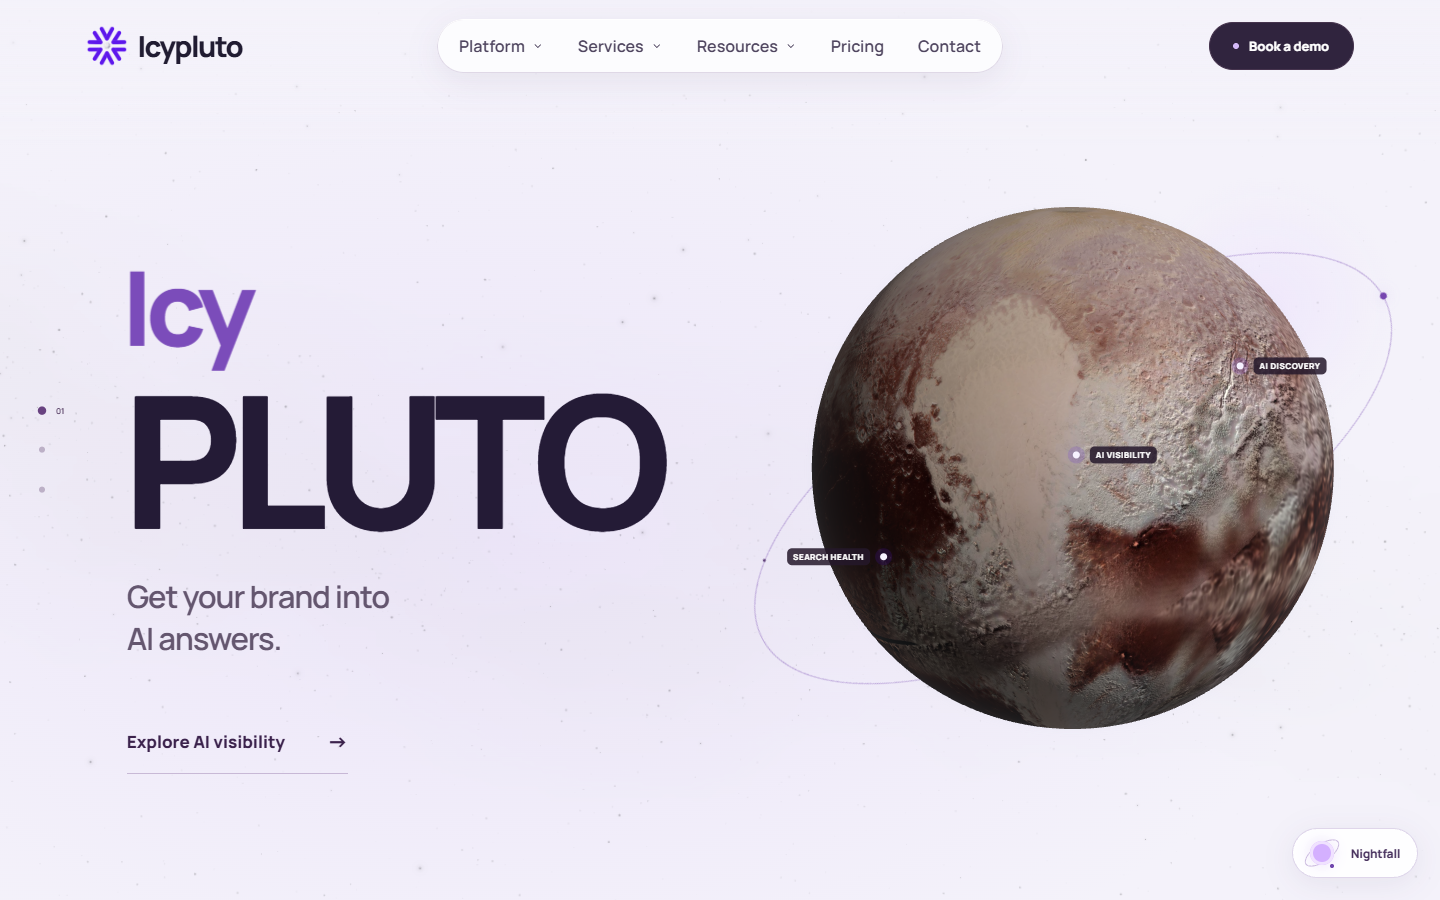 Icypluto
Platform
Services
Resources
Pricing
Contact
Book a demo
Icy
PLUTO
01
AI DISCOVERY
AI VISIBILITY
SEARCH HEALTH
Get your brand into
AI answers.
Explore AI visibility →
Nightfall